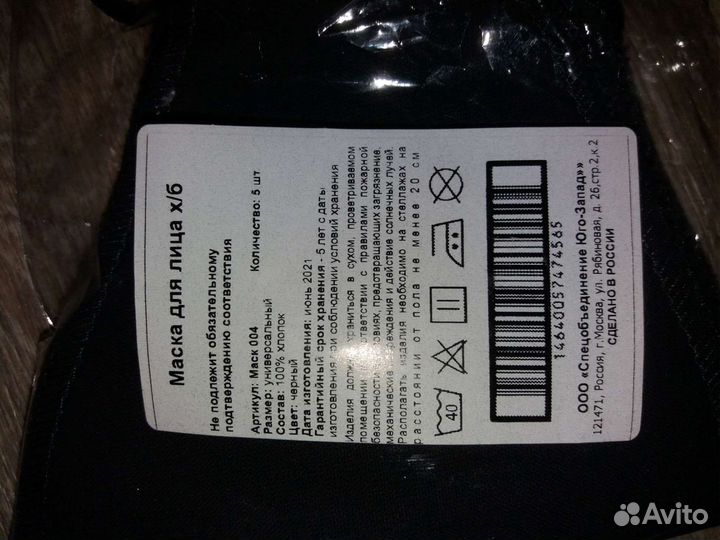 Маска для лица х/б
Не подлежит обязательному
подтверждению соответствия
Артикул: Маск 004 Количество: 5 шт.
Размер: универсальный
Состав: 100% хлопок
Цвет: черный
Дата изготовления: июнь 2021
Гарантийный срок хранения - 5 лет с даты
изготовления при соблюдении условий хранения
Изделия должны храниться в сухом, проветриваемом
помещении в соответствии с правилами пожарной
безопасности условиях, предотвращающих загрязнение,
механические повреждения и действие солнечных лучей.
Располагать изделия необходимо на стеллажах на
расстоянии от пола не менее 20 см
40
14640057474565
ООО «Спецобъединение Юго-Запад»»
121471, Россия, г.Москва, ул. Рябиновая, д. 26,стр.2,к.2
СДЕЛАНО В РОССИИ
Avito